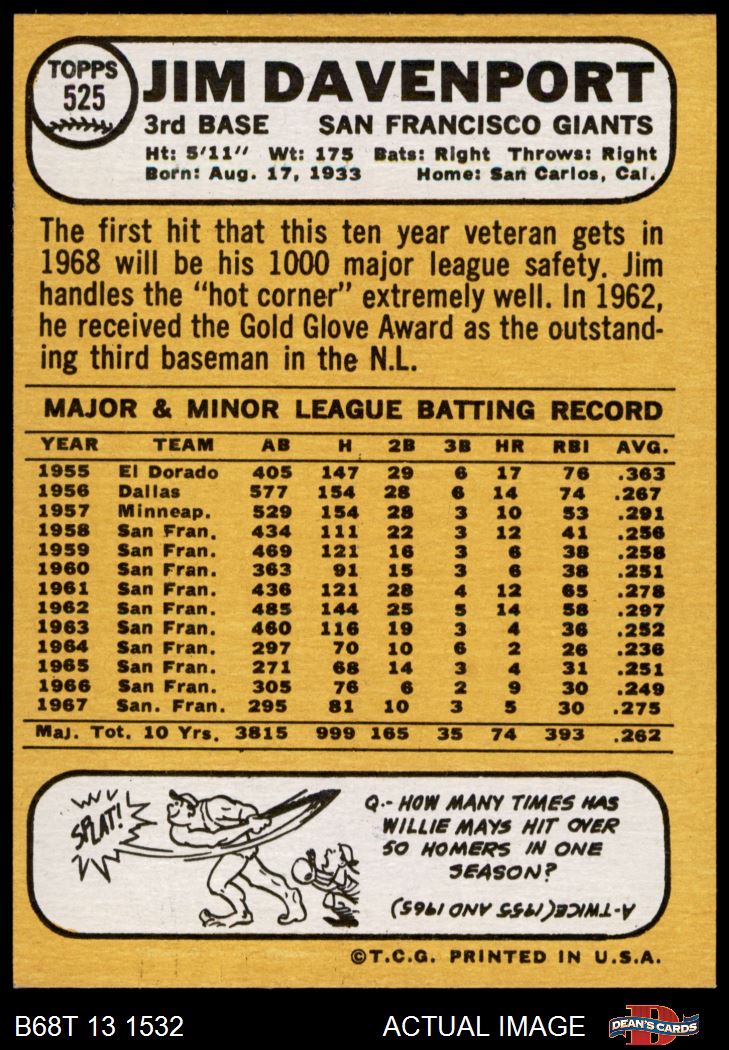 TOPPS
525
JIM DAVENPORT
3rd BASE SAN FRANCISCO GIANTS
Ht: 5'11" Wt: 175 Bats: Right Throws: Right
Born: Aug. 17, 1933 Home: San Carlos, Cal.
The first hit that this ten year veteran gets in
1968 will be his 1000 major league safety. Jim
handles the "hot corner" extremely well. In 1962,
he received the Gold Glove Award as the outstand-
ing third baseman in the N.L.
MAJOR & MINOR LEAGUE BATTING RECORD
YEAR TEAM AB H 2B 3B HR RBI AVG.
1955 El Dorado 405 147 29 6 17 76 .363
1956 Dallas 577 154 28 6 14 74 .267
1957 Minneap. 529 154 28 3 10 53 .291
1958 San Fran. 434 111 22 3 12 41 .256
1959 San Fran. 469 121 16 3 6 38 .258
1960 San Fran. 363 91 15 3 6 38 .251
1961 San Fran. 436 121 28 4 12 65 .278
1962 San Fran. 485 144 25 5 14 58 .297
1963 San Fran. 460 116 19 3 4 36 .252
1964 San Fran. 297 70 10 6 2 26 .236
1965 San Fran. 271 68 14 3 4 31 .251
1966 San Fran. 305 76 6 2 9 30 .249
1967 San. Fran. 295 81 10 3 5 30 .275
Maj. Tot. 10 Yrs. 3815 999 165 35 74 393 .262
SPLAT!
Q.- HOW MANY TIMES HAS
WILLIE MAYS HIT OVER
50 HOMERS IN ONE
SEASON?
A-TWICE(1955 AND 1965)
©T.C.G. PRINTED IN U.S.A.
B68T 13 1532 ACTUAL IMAGE DEAN'S CARDS